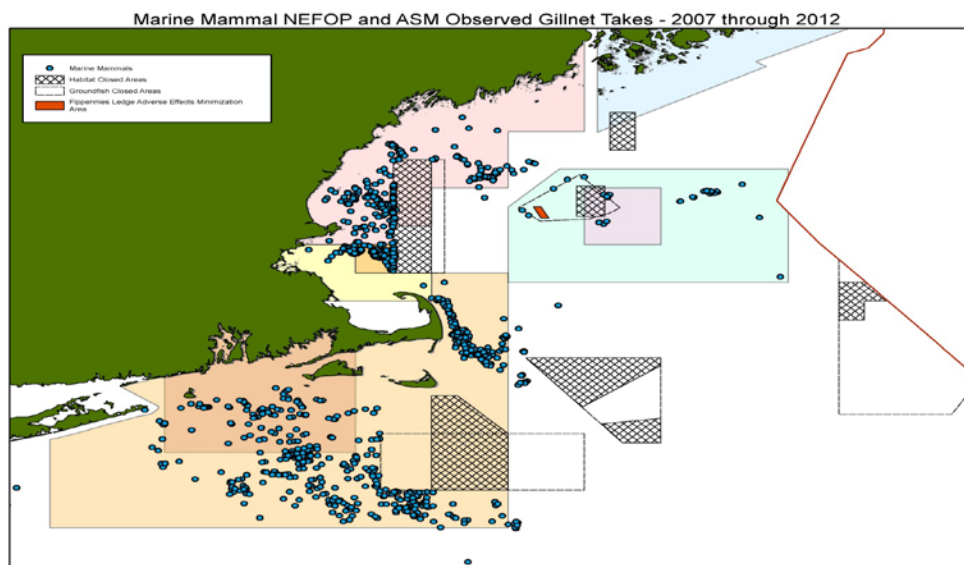 Marine Mammal NEFOP and ASM Observed Gillnet Takes - 2007 through 2012
Marine Mammals
Habitat Closed Areas
Groundfish Closed Areas
Fippennies Ledge Adverse Effects Minimization
Area